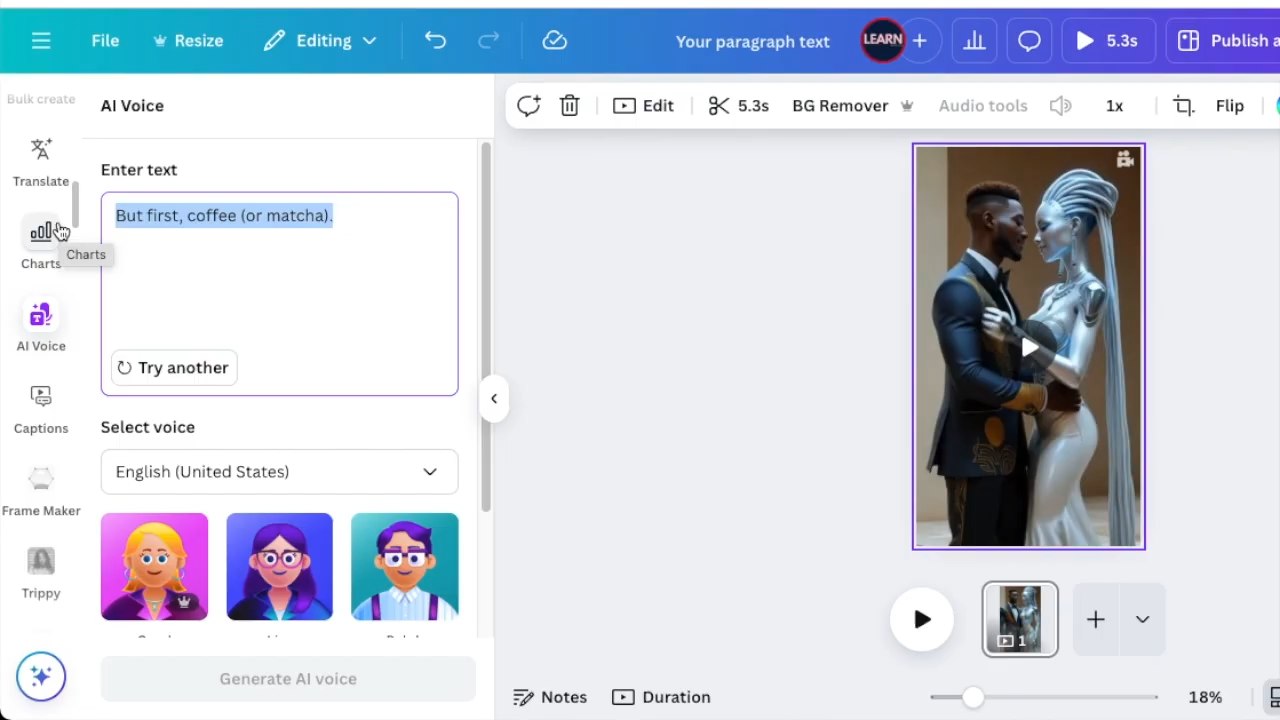 File
Resize
Editing
Your paragraph text
LEARN
5.3s
Publish a
Bulk create
Translate
Charts
Charts
AI Voice
Captions
Frame Maker
Trippy
AI Voice
Enter text
But first, coffee (or matcha).
Try another
Select voice
English (United States)
Generate AI voice
Edit
5.3s
BG Remover
Audio tools
1x
Flip
1
Notes
Duration
18%